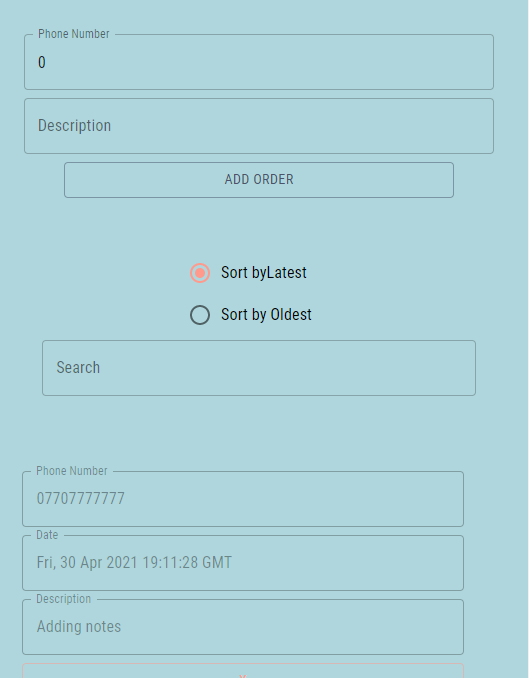 Phone Number
0
Description
ADD ORDER
Sort byLatest
Sort by Oldest
Search
Phone Number
07707777777
Date
Fri, 30 Apr 2021 19:11:28 GMT
Description
Adding notes